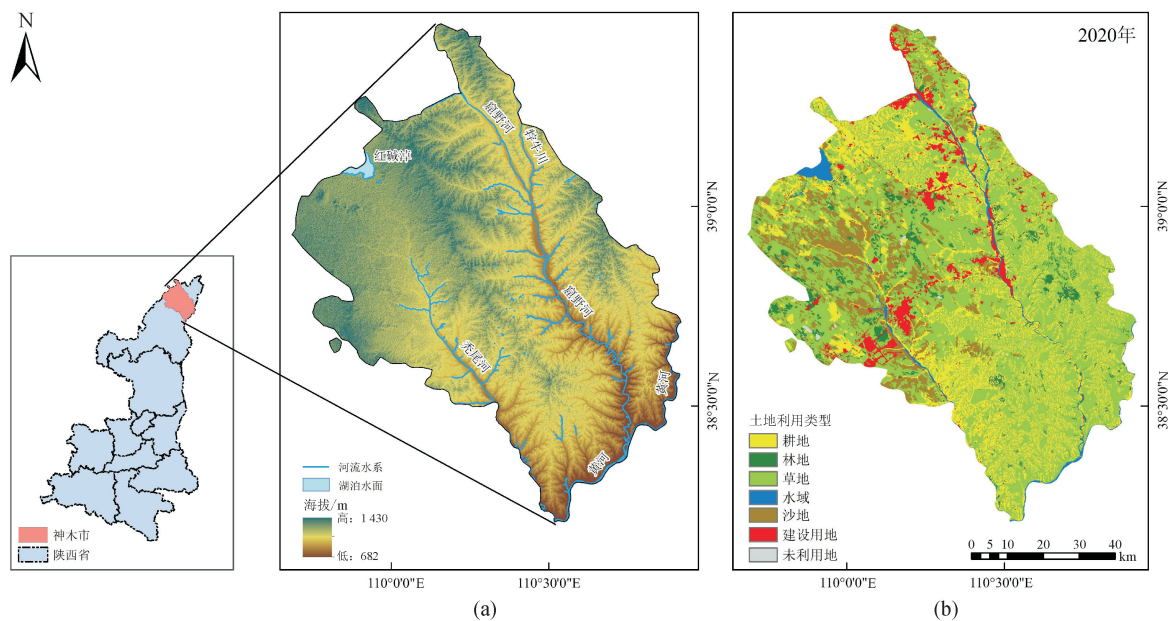 N
神木市
陕西省
窟野河
㹀牛川
红碱淖
窟野河
秃尾河
黄河
黄河
河流水系
湖泊水面
海拔/m
高：1 430
低：682
39°0′0″N
38°30′0″N
110°0′0″E
110°30′0″E
(a)
2020年
土地利用类型
耕地
林地
草地
水域
沙地
建设用地
未利用地
0 5 10 20 30 40
km
39°0′0″N
38°30′0″N
110°0′0″E
110°30′0″E
(b)